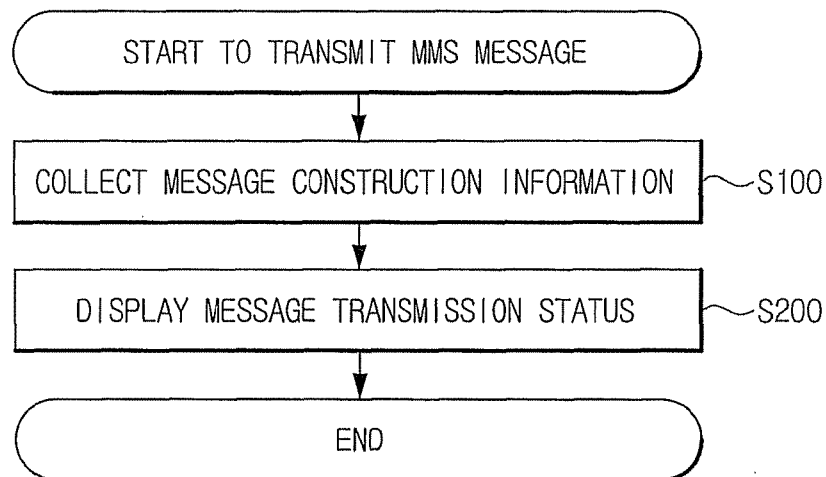 START TO TRANSMIT MMS MESSAGE
COLLECT MESSAGE CONSTRUCTION INFORMATION
S100
DISPLAY MESSAGE TRANSMISSION STATUS
S200
END